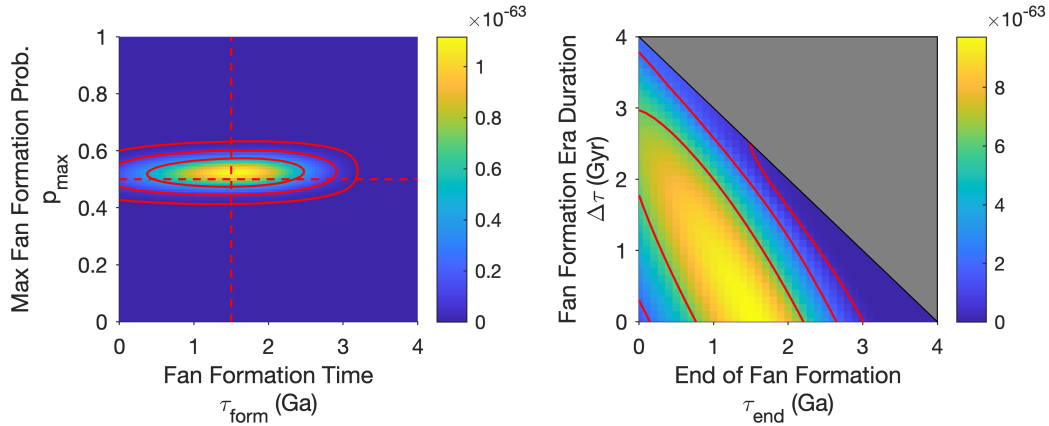 ×10⁻⁶³
×10⁻⁶³
Max Fan Formation Prob.
p_max
1
0.8
0.6
0.4
0.2
0
0 1 2 3 4
Fan Formation Time
τ_form (Ga)
1
0.8
0.6
0.4
0.2
0
Fan Formation Era Duration
Δτ (Gyr)
4
3
2
1
0
0 1 2 3 4
End of Fan Formation
τ_end (Ga)
8
6
4
2
0